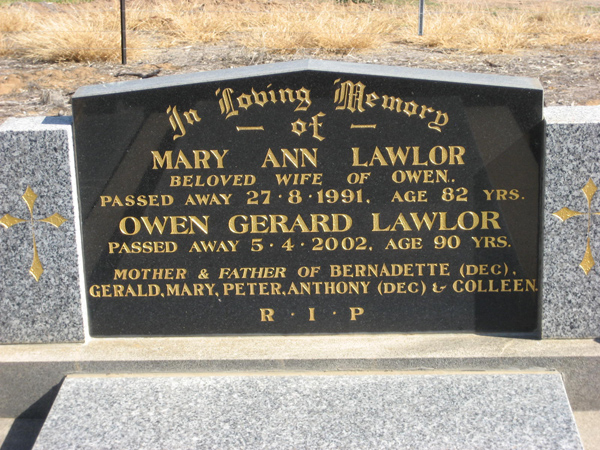 In Loving Memory
— of —
MARY ANN LAWLOR
BELOVED WIFE OF OWEN.
PASSED AWAY 27·8·1991. AGE 82 YRS.
OWEN GERARD LAWLOR
PASSED AWAY 5·4·2002. AGE 90 YRS.
MOTHER & FATHER OF BERNADETTE (DEC),
GERALD, MARY, PETER, ANTHONY (DEC) & COLLEEN.
R·I·P